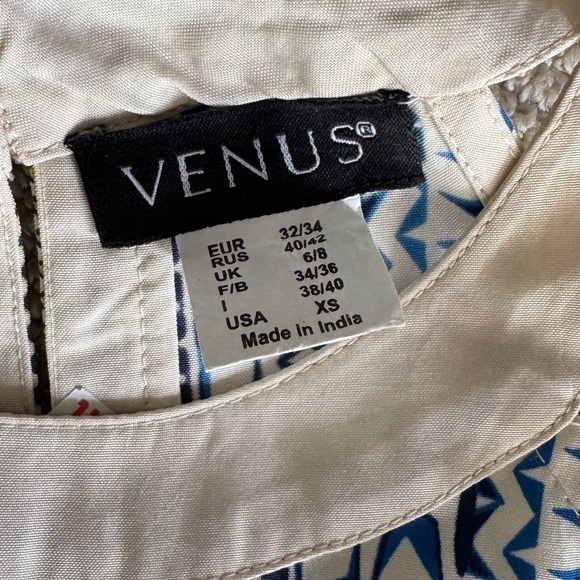 VENUS®
EUR 32/34
RUS 40/42
UK 6/8
F/B 34/36
I 38/40
USA XS
Made in India